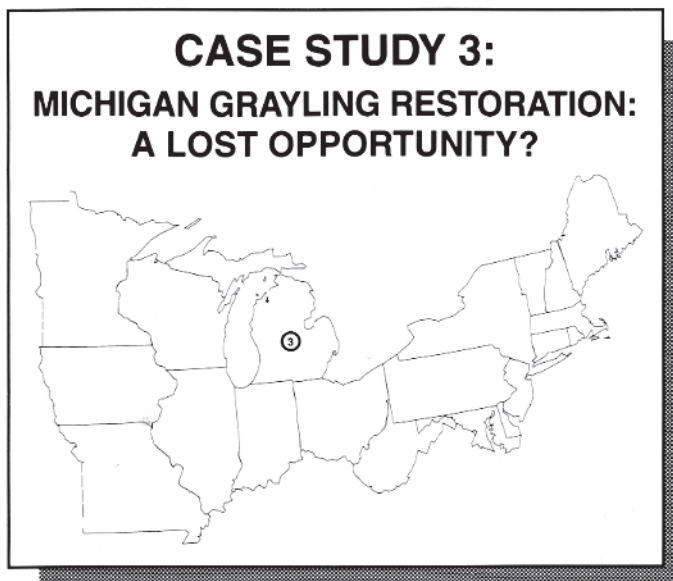 CASE STUDY 3:
MICHIGAN GRAYLING RESTORATION:
A LOST OPPORTUNITY?
3